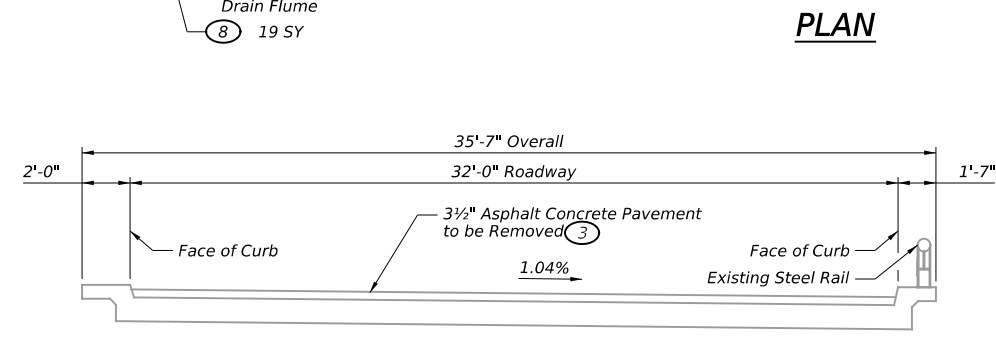 Drain Flume
8 19 SY
PLAN
35'-7" Overall
2'-0" 32'-0" Roadway 1'-7"
3½" Asphalt Concrete Pavement
to be Removed 3
Face of Curb Face of Curb
1.04%
Existing Steel Rail